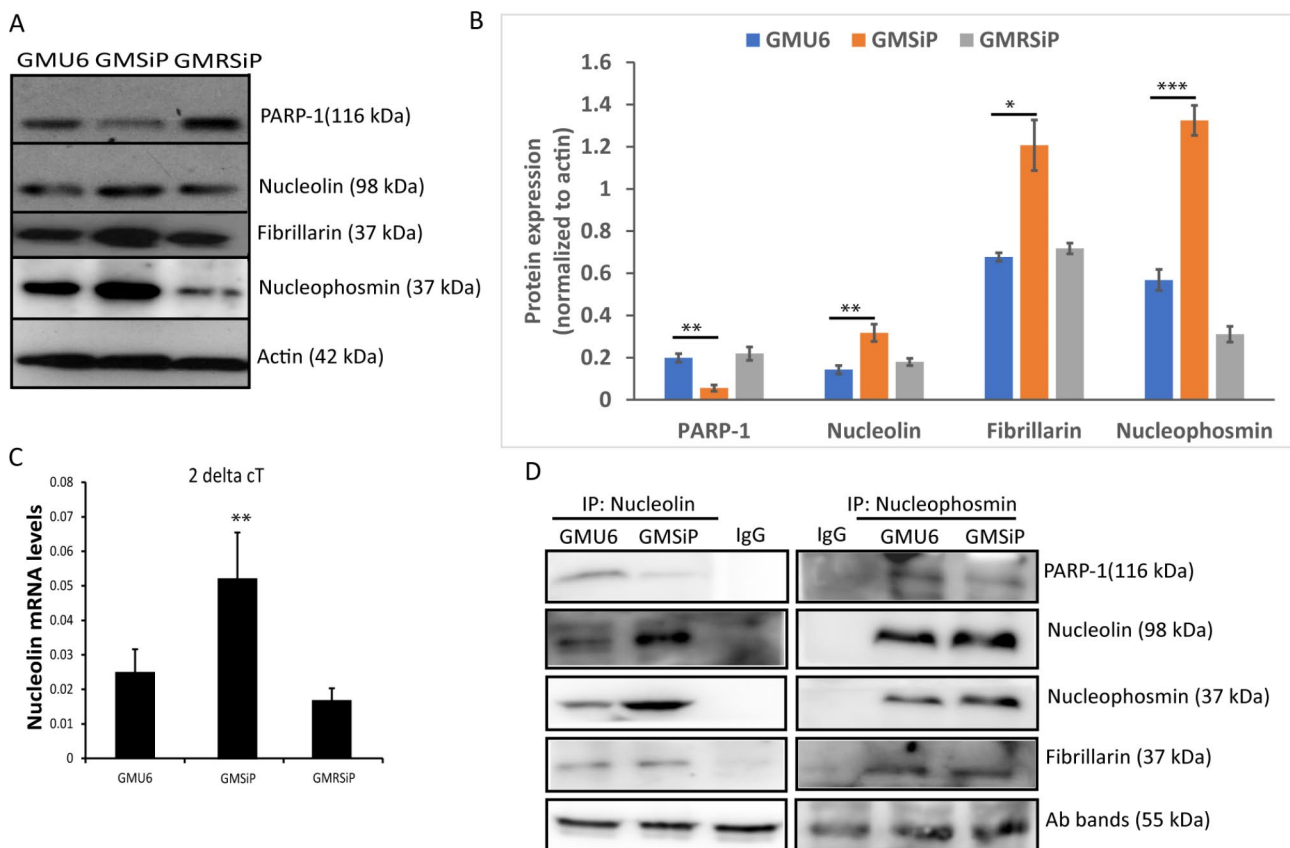 A
GMU6 GMSiP GMRSiP
PARP-1(116 kDa)
Nucleolin (98 kDa)
Fibrillarin (37 kDa)
Nucleophosmin (37 kDa)
Actin (42 kDa)
B
GMU6 GMSiP GMRSiP
Protein expression
(normalized to actin)
1.6
1.4
1.2
1
0.8
0.6
0.4
0.2
0
**
**
*
***
PARP-1 Nucleolin Fibrillarin Nucleophosmin
C
2 delta cT
Nucleolin mRNA levels
0.08
0.07
0.06
0.05
0.04
0.03
0.02
0.01
0
**
GMU6 GMSiP GMRSiP
D
IP: Nucleolin IP: Nucleophosmin
GMU6 GMSiP IgG IgG GMU6 GMSiP
PARP-1(116 kDa)
Nucleolin (98 kDa)
Nucleophosmin (37 kDa)
Fibrillarin (37 kDa)
Ab bands (55 kDa)